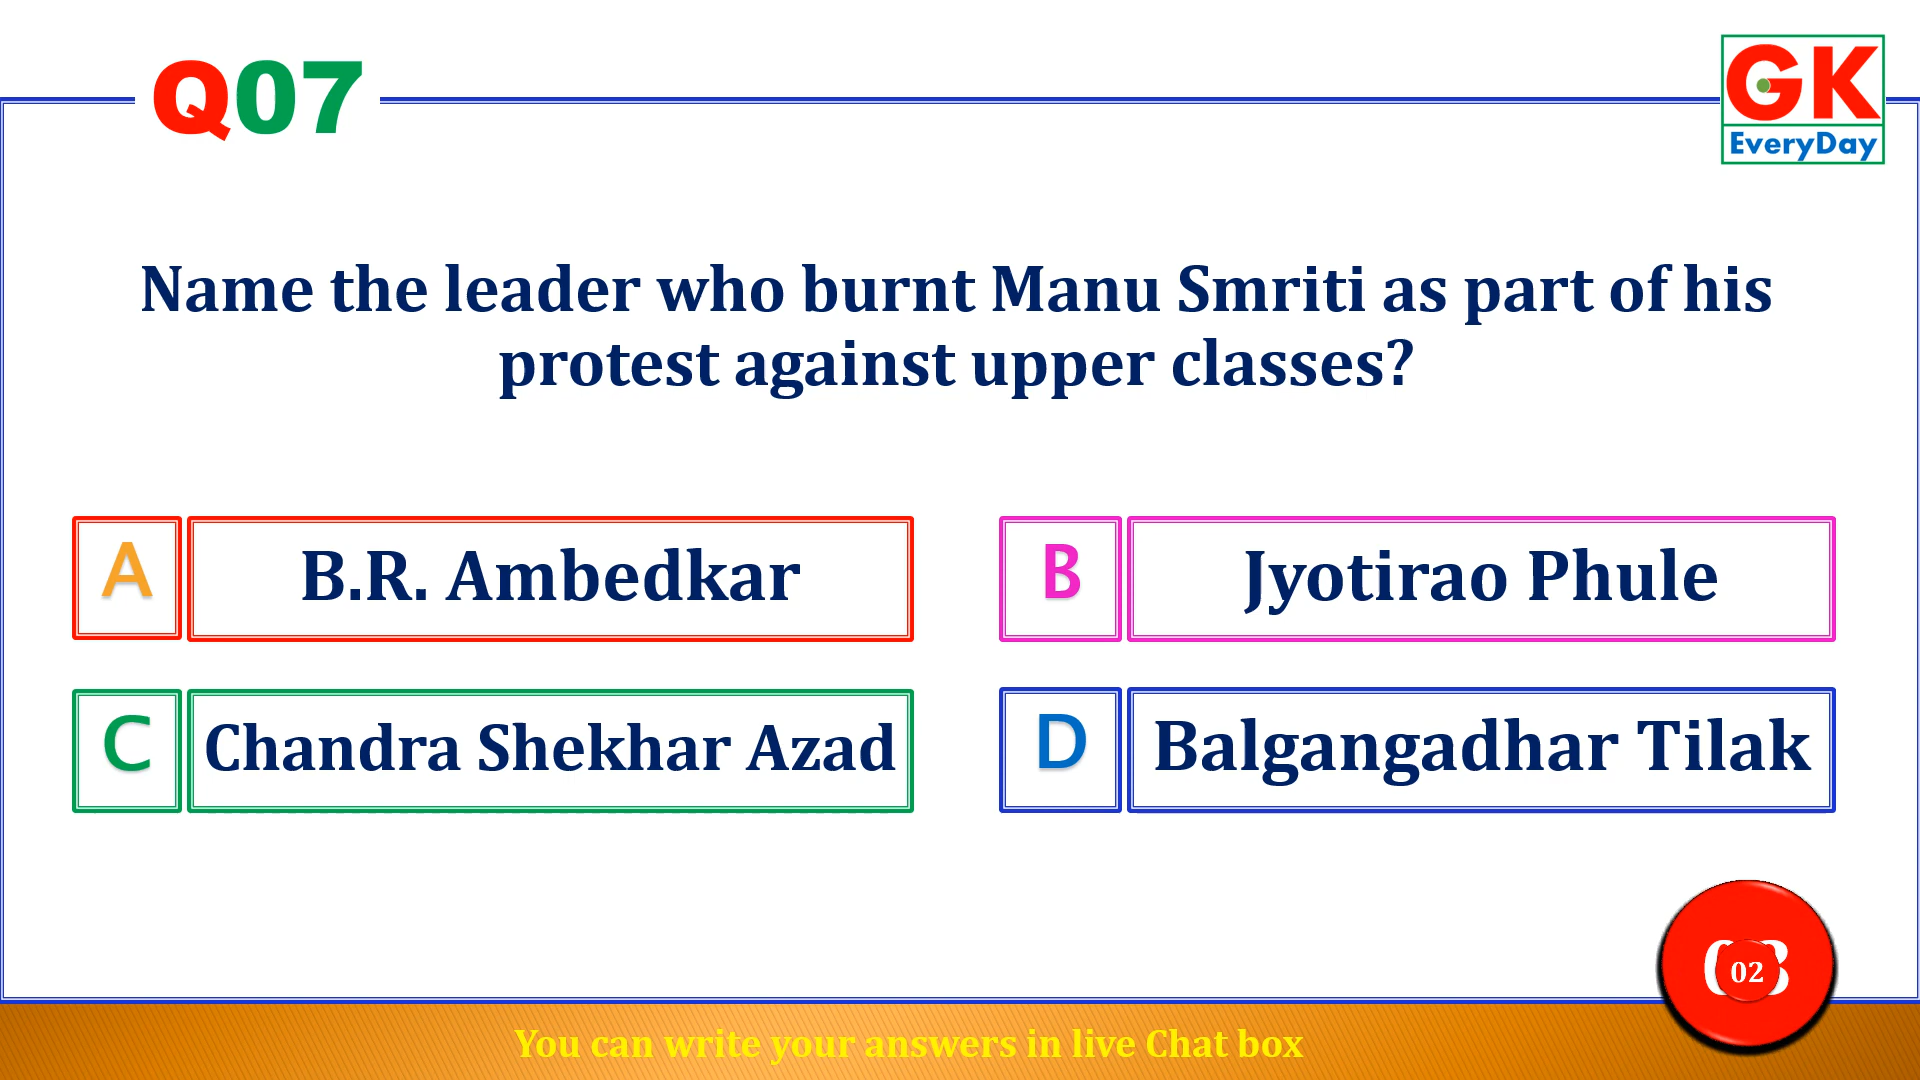 Q07
GK
EveryDay
Name the leader who burnt Manu Smriti as part of his
protest against upper classes?
A
B.R. Ambedkar
B
Jyotirao Phule
C
Chandra Shekhar Azad
D
Balgangadhar Tilak
02
You can write your answers in live Chat box